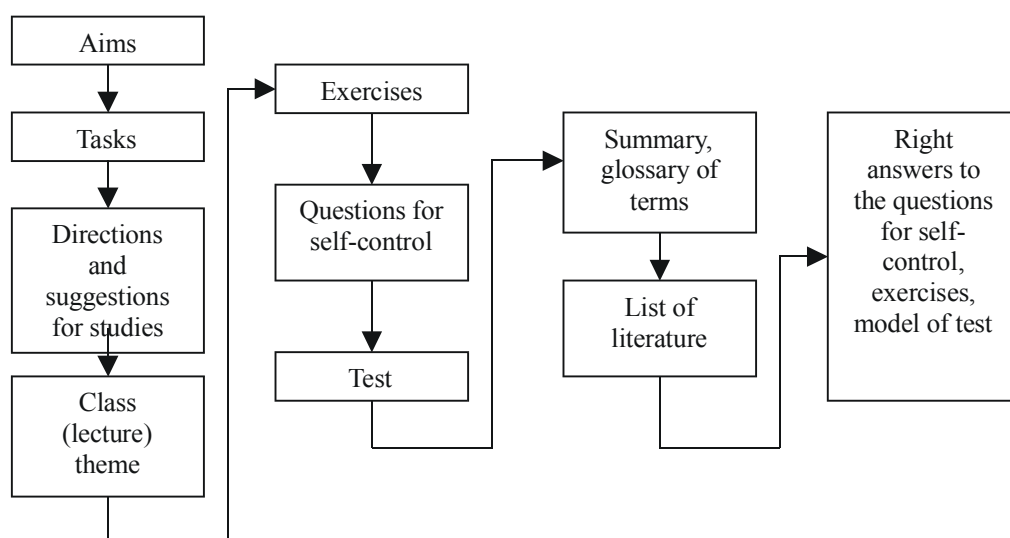 Aims
Tasks
Directions
and
suggestions
for studies
Class
(lecture)
theme
Exercises
Questions for
self-control
Test
Summary,
glossary of
terms
List of
literature
Right
answers to
the questions
for self-
control,
exercises,
model of test